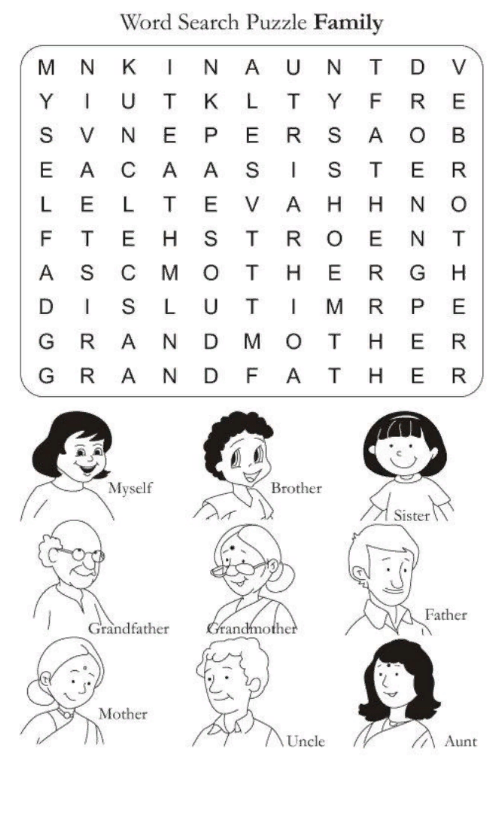 Word Search Puzzle Family
M N K I N A U N T D V
Y I U T K L T Y F R E
S V N E P E R S A O B
E A C A A S I S T E R
L E L T E V A H H N O
F T E H S T R O E N T
A S C M O T H E R G H
D I S L U T I M R P E
G R A N D M O T H E R
G R A N D F A T H E R
Myself
Brother
Sister
Grandfather
Grandmother
Father
Mother
Uncle
Aunt